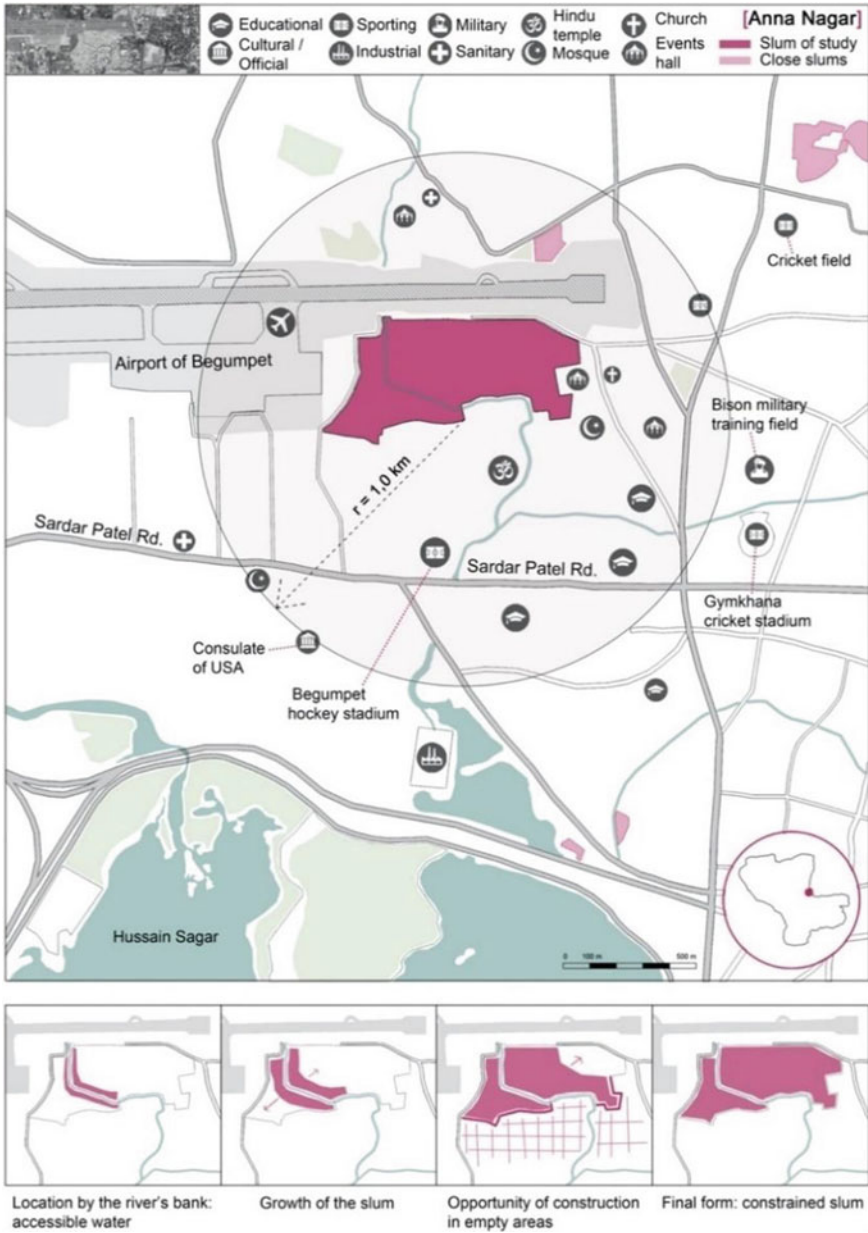 Educational
Sporting
Military
Hindu
temple
Church
[Anna Nagar]
Cultural /
Official
Industrial
Sanitary
Mosque
Events
hall
Slum of study
Close slums
Cricket field
Airport of Begumpet
Bison military
training field
r = 1,0 km
Sardar Patel Rd.
Sardar Patel Rd.
Gymkhana
cricket stadium
Consulate
of USA
Begumpet
hockey stadium
Hussain Sagar
0 100 m 500 m
Location by the river's bank:
accessible water
Growth of the slum
Opportunity of construction
in empty areas
Final form: constrained slum